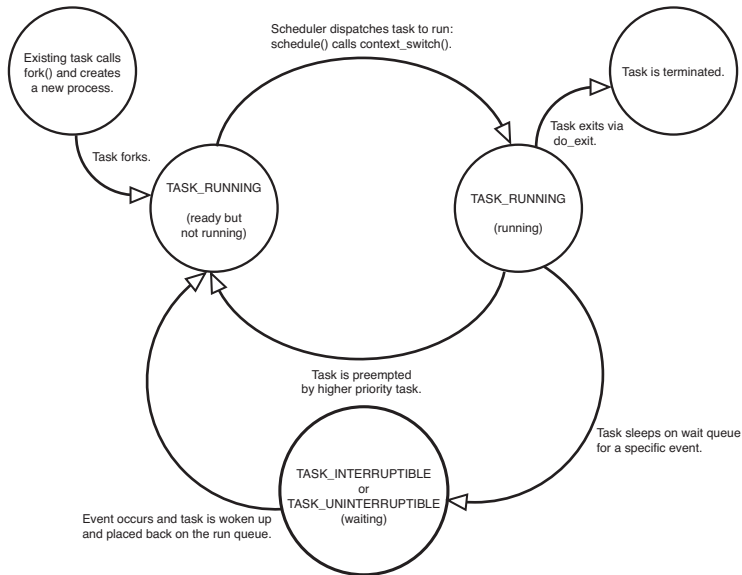 Scheduler dispatches task to run:
schedule() calls context_switch().
Existing task calls
fork() and creates
a new process.
Task is terminated.
Task forks.
Task exits via
do_exit.
TASK_RUNNING
(ready but
not running)
TASK_RUNNING
(running)
Task is preempted
by higher priority task.
Task sleeps on wait queue
for a specific event.
TASK_INTERRUPTIBLE
or
TASK_UNINTERRUPTIBLE
(waiting)
Event occurs and task is woken up
and placed back on the run queue.